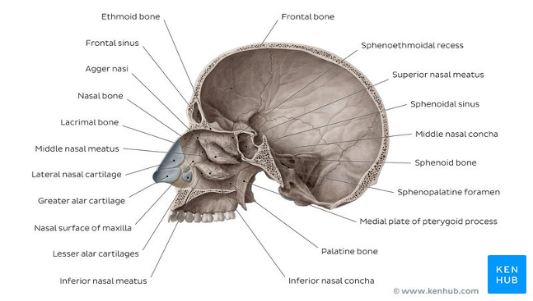 Ethmoid bone
Frontal sinus
Agger nasi
Nasal bone
Lacrimal bone
Middle nasal meatus
Lateral nasal cartilage
Greater alar cartilage
Nasal surface of maxilla
Lesser alar cartilages
Inferior nasal meatus
Frontal bone
Sphenoethmoidal recess
Superior nasal meatus
Sphenoidal sinus
Middle nasal concha
Sphenoid bone
Sphenopalatine foramen
Medial plate of pterygoid process
Palatine bone
Inferior nasal concha
© www.kenhub.com
KEN
HUB